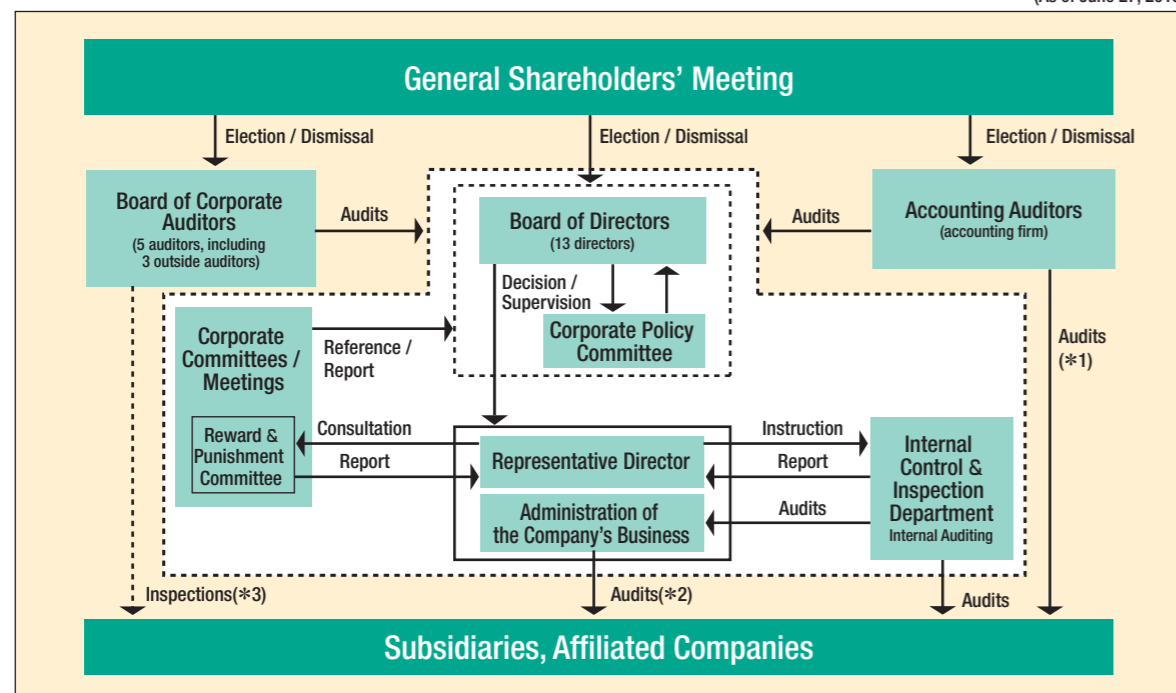 General Shareholders' Meeting
Election / Dismissal
Election / Dismissal
Election / Dismissal
Board of Corporate
Auditors
(5 auditors, including
3 outside auditors)
Audits
Board of Directors
(13 directors)
Audits
Accounting Auditors
(accounting firm)
Decision /
Supervision
Corporate Policy
Committee
Corporate
Committees /
Meetings
Reference /
Report
Audits
(*1)
Reward &
Punishment
Committee
Consultation
Report
Representative Director
Instruction
Report
Internal
Control &
Inspection
Department
Internal Auditing
Administration of
the Company's Business
Audits
Inspections(*3)
Audits(*2)
Audits
Subsidiaries, Affiliated Companies